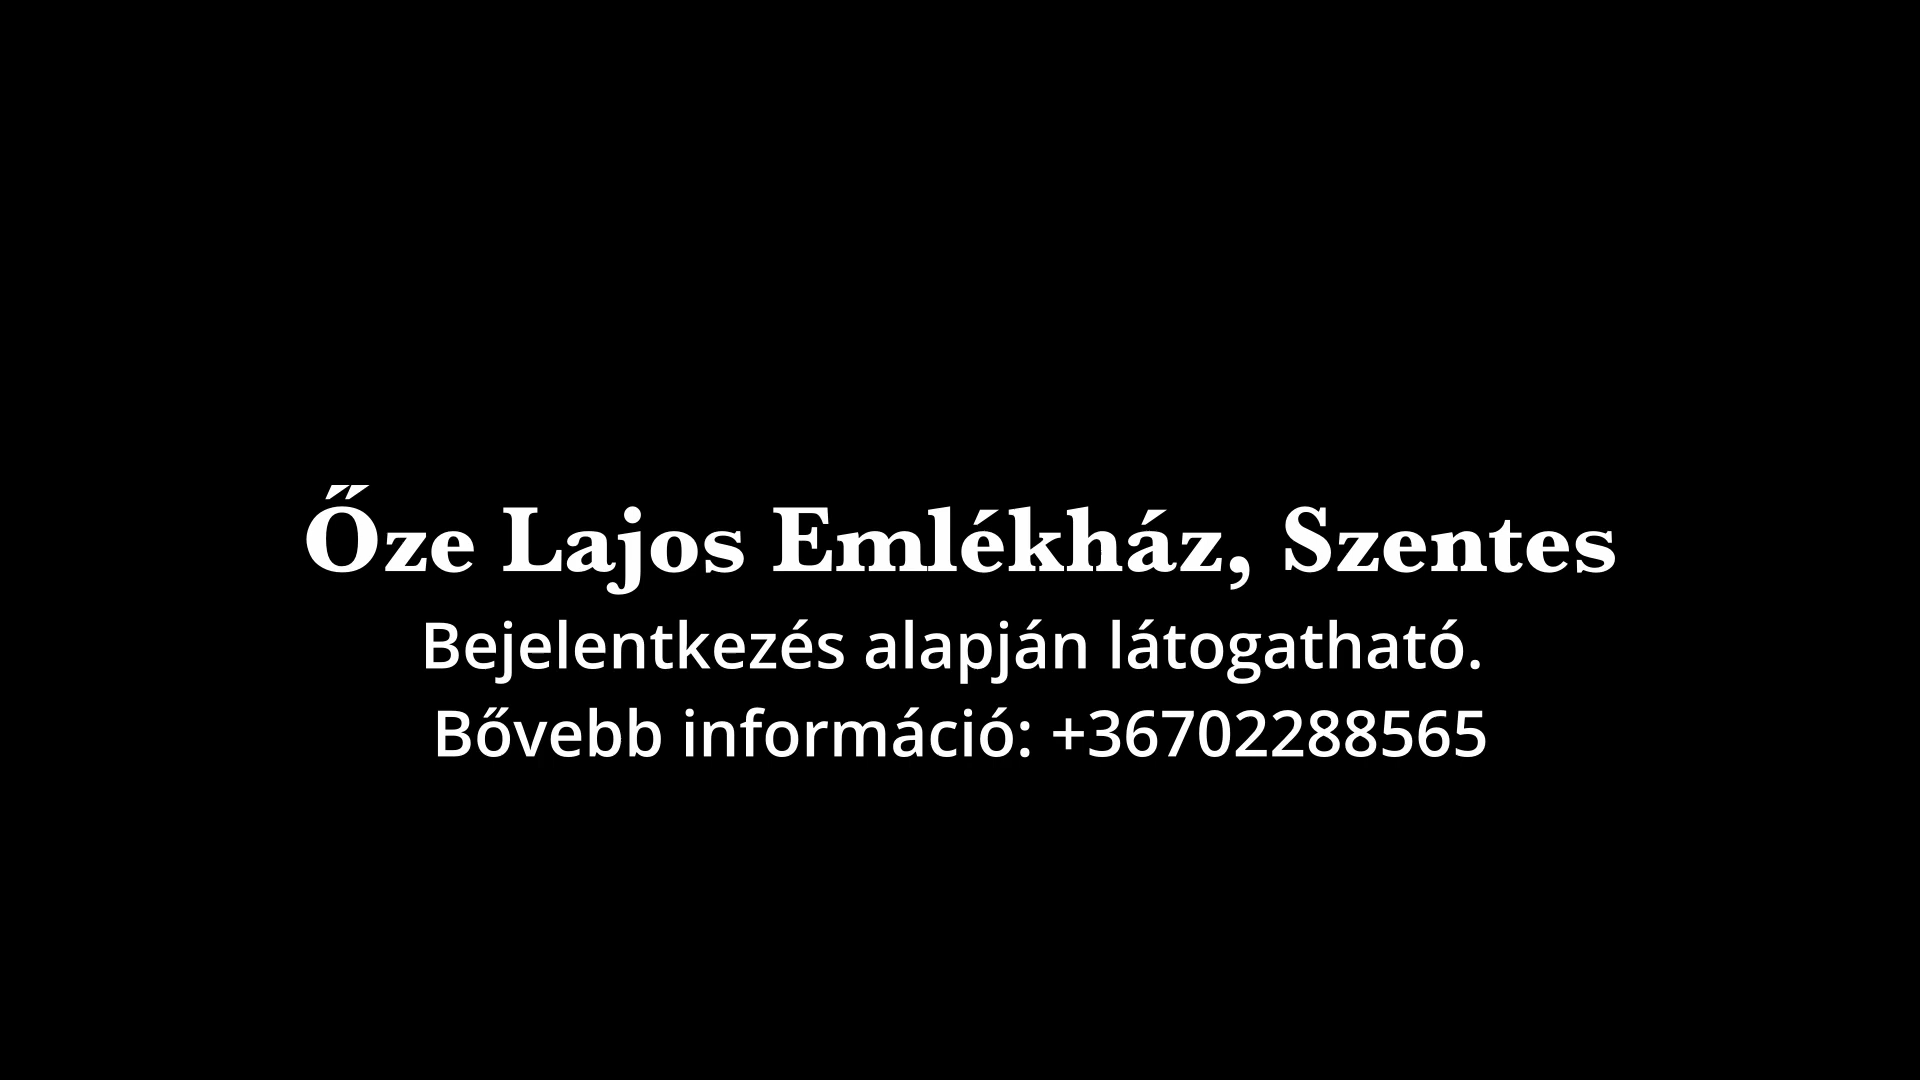 Őze Lajos Emlékház, Szentes
Bejelentkezés alapján látogatható.
Bővebb információ: +36702288565